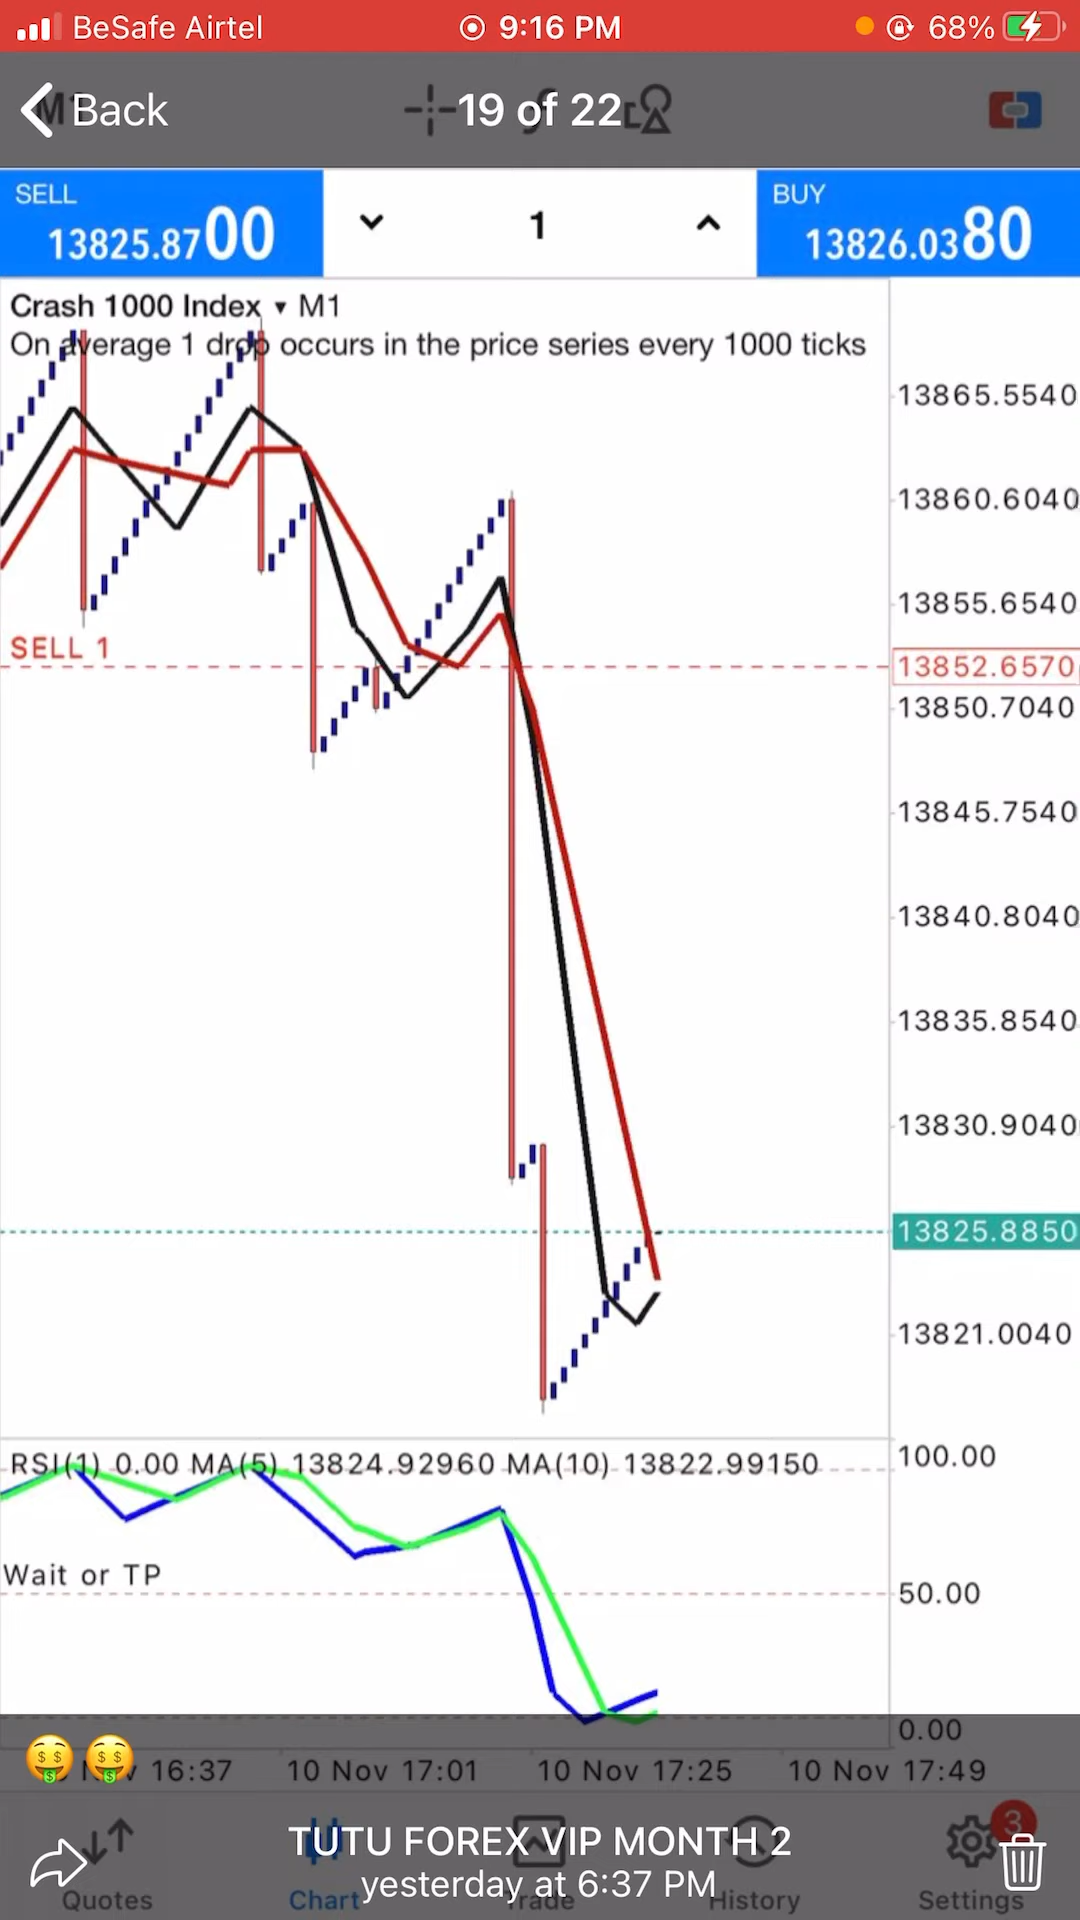 BeSafe Airtel 9:16 PM 68%
Back 19 of 22
SELL 1 BUY
13825.8700 13826.0380
Crash 1000 Index ▾ M1
On average 1 drop occurs in the price series every 1000 ticks
13865.5540
13860.6040
13855.6540
SELL 1
13852.6570
13850.7040
13845.7540
13840.8040
13835.8540
13830.9040
13825.8850
13821.0040
RSI(1) 0.00 MA(5) 13824.92960 MA(10) 13822.99150 100.00
Wait or TP
50.00
0.00
16:37 10 Nov 17:01 10 Nov 17:25 10 Nov 17:49
3
TUTU FOREX VIP MONTH 2
yesterday at 6:37 PM
Quotes Chart Trade History Settings